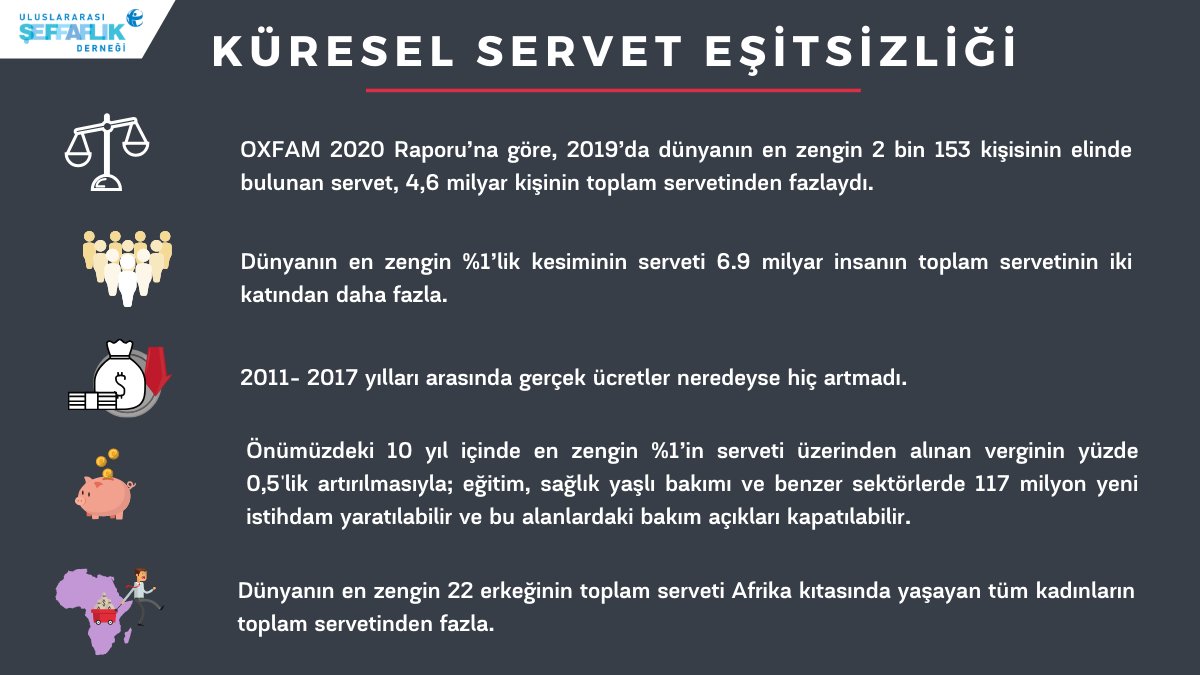 ULUSLARARASI
ŞEFFAFLIK
DERNEĞİ
KÜRESEL SERVET EŞİTSİZLİĞİ
OXFAM 2020 Raporu’na göre, 2019’da dünyanın en zengin 2 bin 153 kişisinin elinde
bulunan servet, 4,6 milyar kişinin toplam servetinden fazlaydı.
Dünyanın en zengin %1’lik kesiminin serveti 6.9 milyar insanın toplam servetinin iki
katından daha fazla.
$
2011- 2017 yılları arasında gerçek ücretler neredeyse hiç artmadı.
Önümüzdeki 10 yıl içinde en zengin %1’in serveti üzerinden alınan verginin yüzde
0,5'lik artırılmasıyla; eğitim, sağlık yaşlı bakımı ve benzer sektörlerde 117 milyon yeni
istihdam yaratılabilir ve bu alanlardaki bakım açıkları kapatılabilir.
Dünyanın en zengin 22 erkeğinin toplam serveti Afrika kıtasında yaşayan tüm kadınların
toplam servetinden fazla.